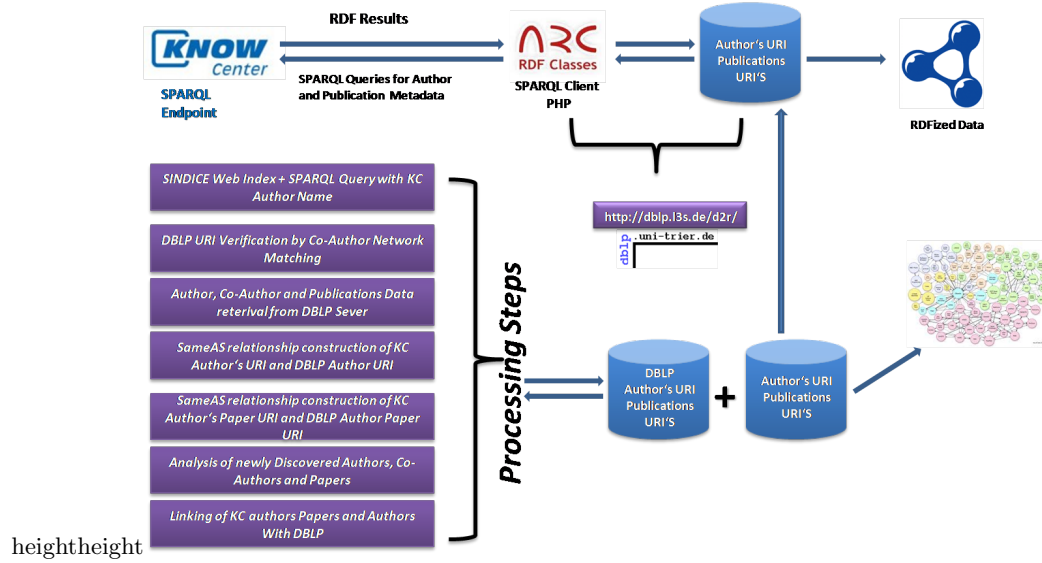 RDF Results
KNOW
Center
SPARQL Queries for Author
and Publication Metadata
SPARQL
Endpoint
ARC
RDF Classes
SPARQL Client
PHP
Author's URI
Publications
URI'S
RDFized Data
SINDICE Web Index + SPARQL Query with KC
Author Name
DBLP URI Verification by Co-Author Network
Matching
Author, Co-Author and Publications Data
reterival from DBLP Sever
SameAS relationship construction of KC
Author's URI and DBLP Author URI
SameAS relationship construction of KC
Author's Paper URI and DBLP Author Paper
URI
Analysis of newly Discovered Authors, Co-
Authors and Papers
Linking of KC authors Papers and Authors
With DBLP
Processing Steps
http://dblp.l3s.de/d2r/
dblp
.uni-trier.de
DBLP
Author's URI
Publications
URI'S
+
Author's URI
Publications
URI'S
heightheight